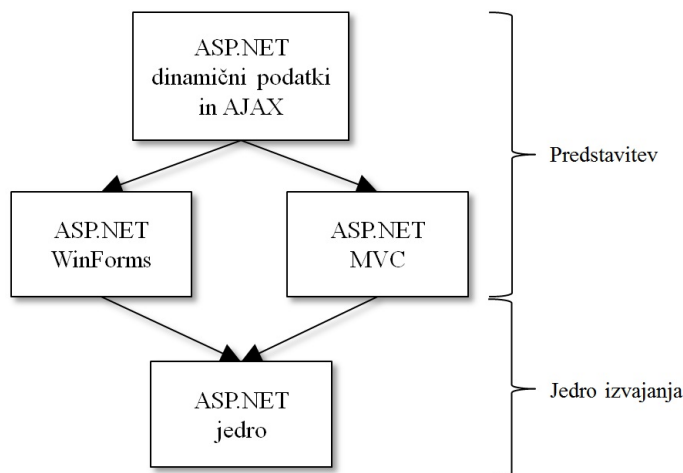 ASP.NET
dinamični podatki
in AJAX
Predstavitev
ASP.NET
WinForms
ASP.NET
MVC
ASP.NET
jedro
Jedro izvajanja